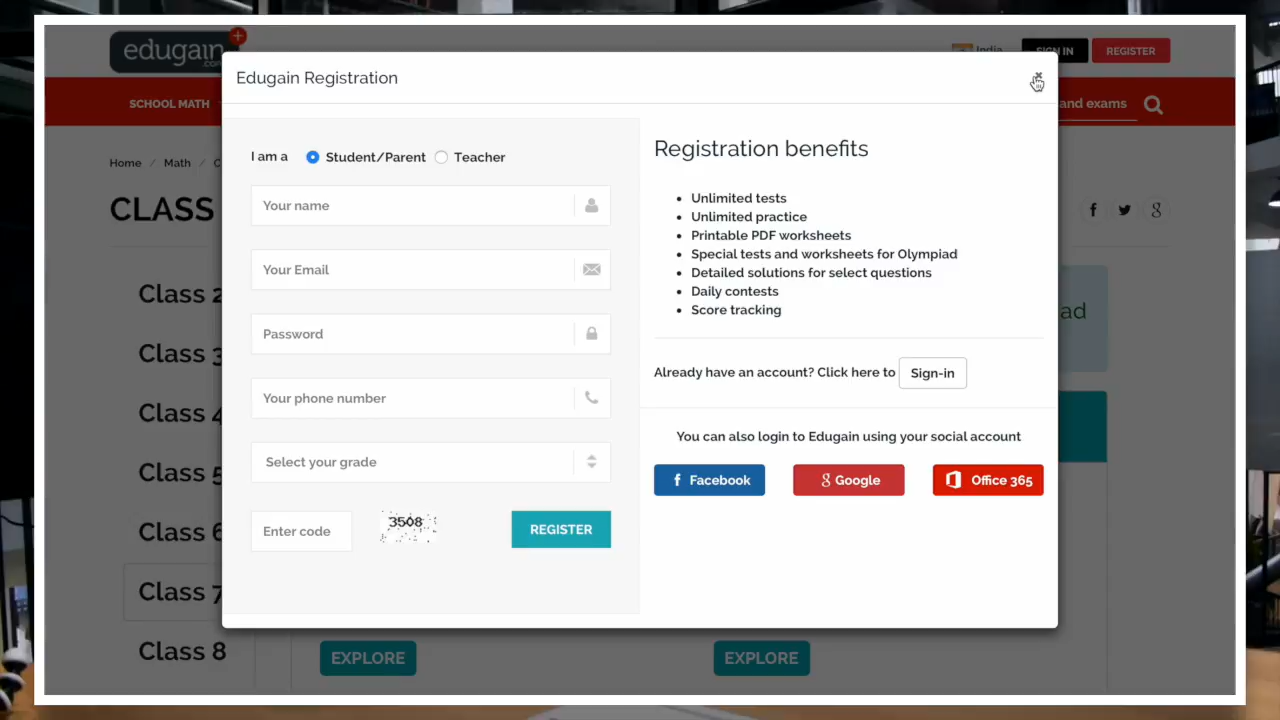 edugain
.com
India
SIGN IN
REGISTER
SCHOOL MATH
and exams
Home / Math / C
CLASS
Class 2
Class 3
Class 4
Class 5
Class 6
Class 7
Class 8
Edugain Registration
I am a
Student/Parent
Teacher
Your name
Your Email
Password
Your phone number
Select your grade
Enter code
3508
REGISTER
Registration benefits
Unlimited tests
Unlimited practice
Printable PDF worksheets
Special tests and worksheets for Olympiad
Detailed solutions for select questions
Daily contests
Score tracking
Already have an account? Click here to Sign-in
You can also login to Edugain using your social account
Facebook
Google
Office 365
ad
EXPLORE
EXPLORE